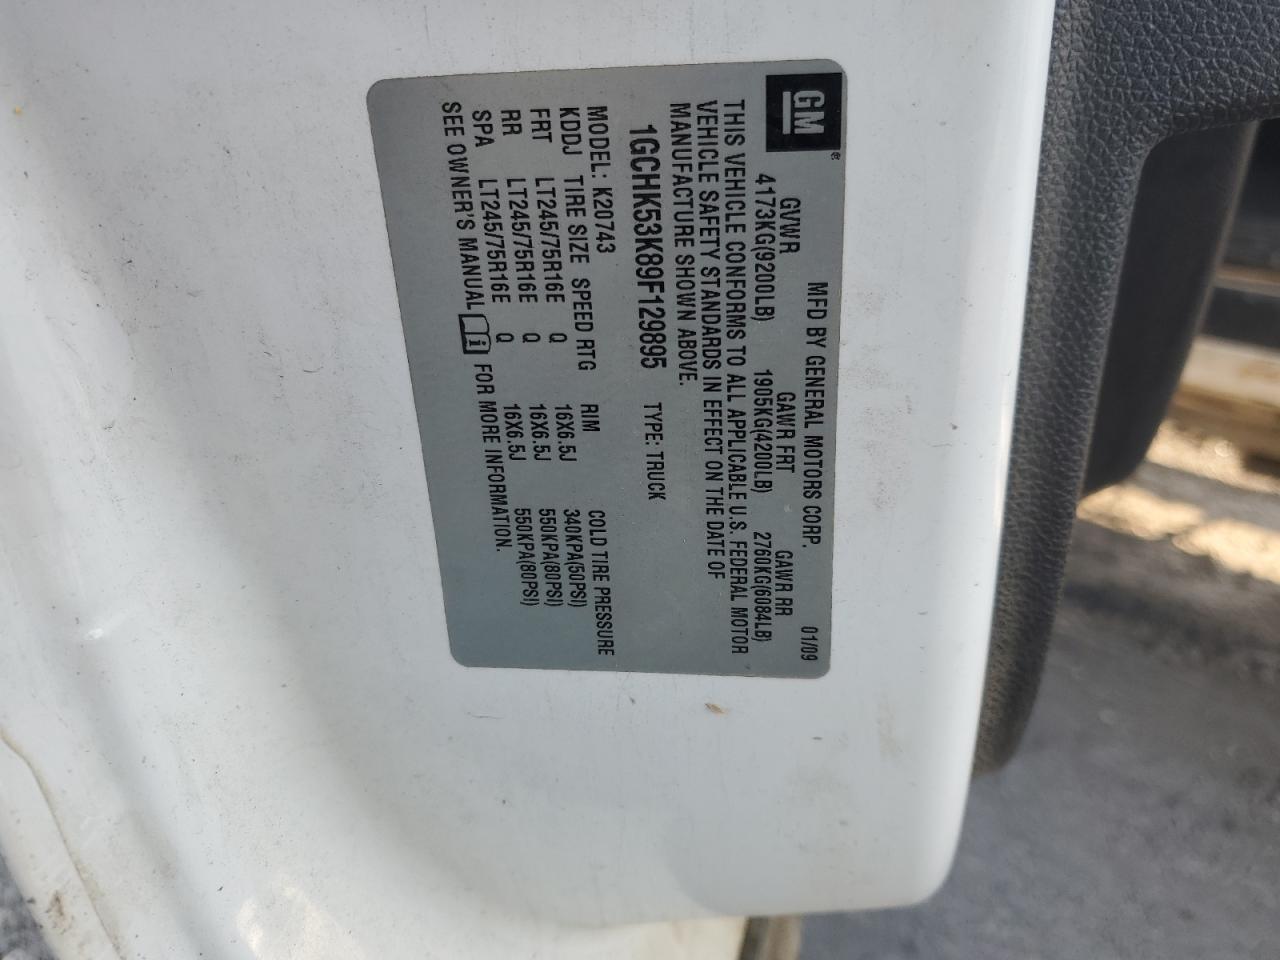 GM®
MFD BY GENERAL MOTORS CORP. 01/09
GVWR GAWR FRT GAWR RR
4173KG(9200LB) 1905KG(4200LB) 2760KG(6084LB)
THIS VEHICLE CONFORMS TO ALL APPLICABLE U.S. FEDERAL MOTOR
VEHICLE SAFETY STANDARDS IN EFFECT ON THE DATE OF
MANUFACTURE SHOWN ABOVE.
1GCHK53K89F129895 TYPE: TRUCK
MODEL: K20743
KDDJ TIRE SIZE SPEED RTG RIM COLD TIRE PRESSURE
FRT LT245/75R16E Q 16X6.5J 340KPA(50PSI)
RR LT245/75R16E Q 16X6.5J 550KPA(80PSI)
SPA LT245/75R16E Q 16X6.5J 550KPA(80PSI)
SEE OWNER'S MANUAL i FOR MORE INFORMATION.